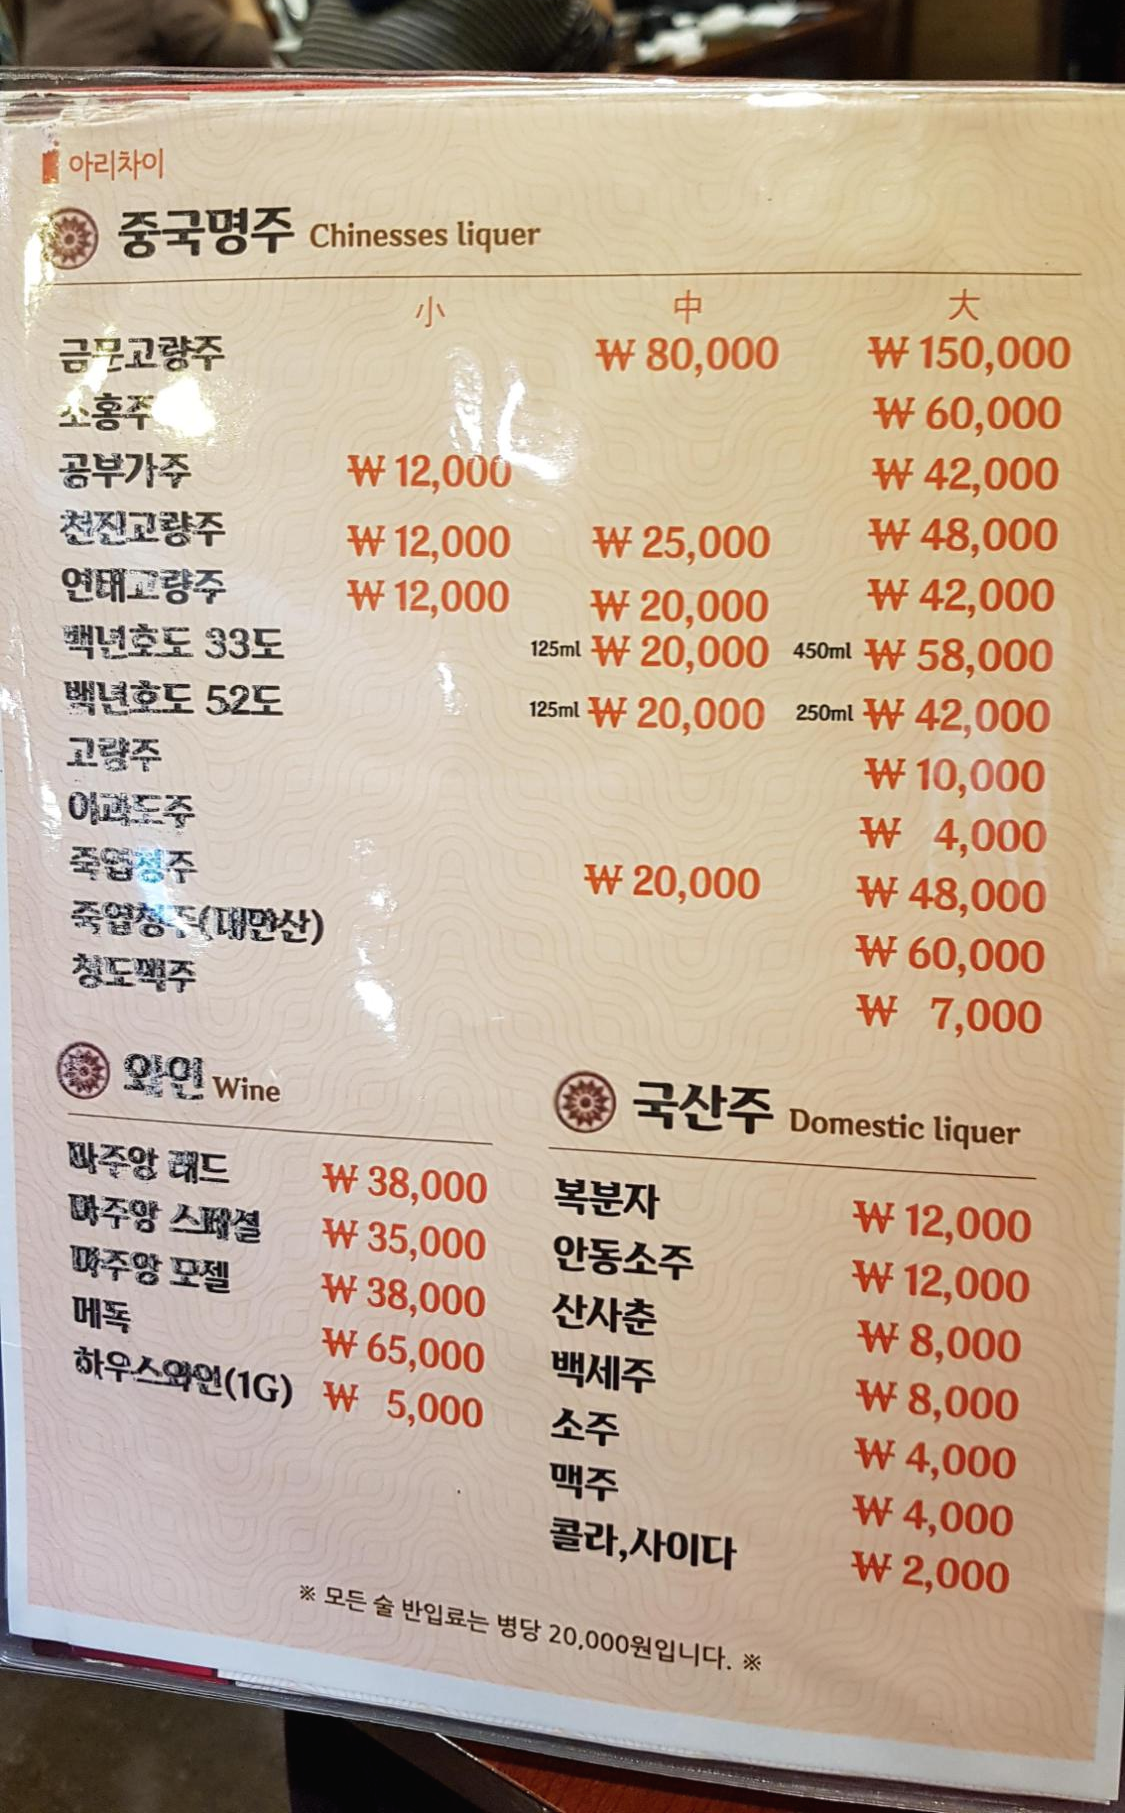 아리차이
중국명주 Chinesses liquer
小 中 大
금문고량주 ₩ 80,000 ₩ 150,000
소홍주 ₩ 60,000
공부가주 ₩ 12,000 ₩ 42,000
천진고량주 ₩ 12,000 ₩ 25,000 ₩ 48,000
연태고량주 ₩ 12,000 ₩ 20,000 ₩ 42,000
백년호도 33도 125ml ₩ 20,000 450ml ₩ 58,000
백년호도 52도 125ml ₩ 20,000 250ml ₩ 42,000
고량주 ₩ 10,000
이과도주 ₩ 4,000
죽엽청주 ₩ 20,000 ₩ 48,000
죽엽청주(대만산) ₩ 60,000
청도맥주 ₩ 7,000
와인 Wine
마주앙 래드 ₩ 38,000
마주앙 스페셜 ₩ 35,000
마주앙 모젤 ₩ 38,000
메독 ₩ 65,000
하우스와인(1G) ₩ 5,000
국산주 Domestic liquer
복분자 ₩ 12,000
안동소주 ₩ 12,000
산사춘 ₩ 8,000
백세주 ₩ 8,000
소주 ₩ 4,000
맥주 ₩ 4,000
콜라,사이다 ₩ 2,000
※ 모든 술 반입료는 병당 20,000원입니다. ※